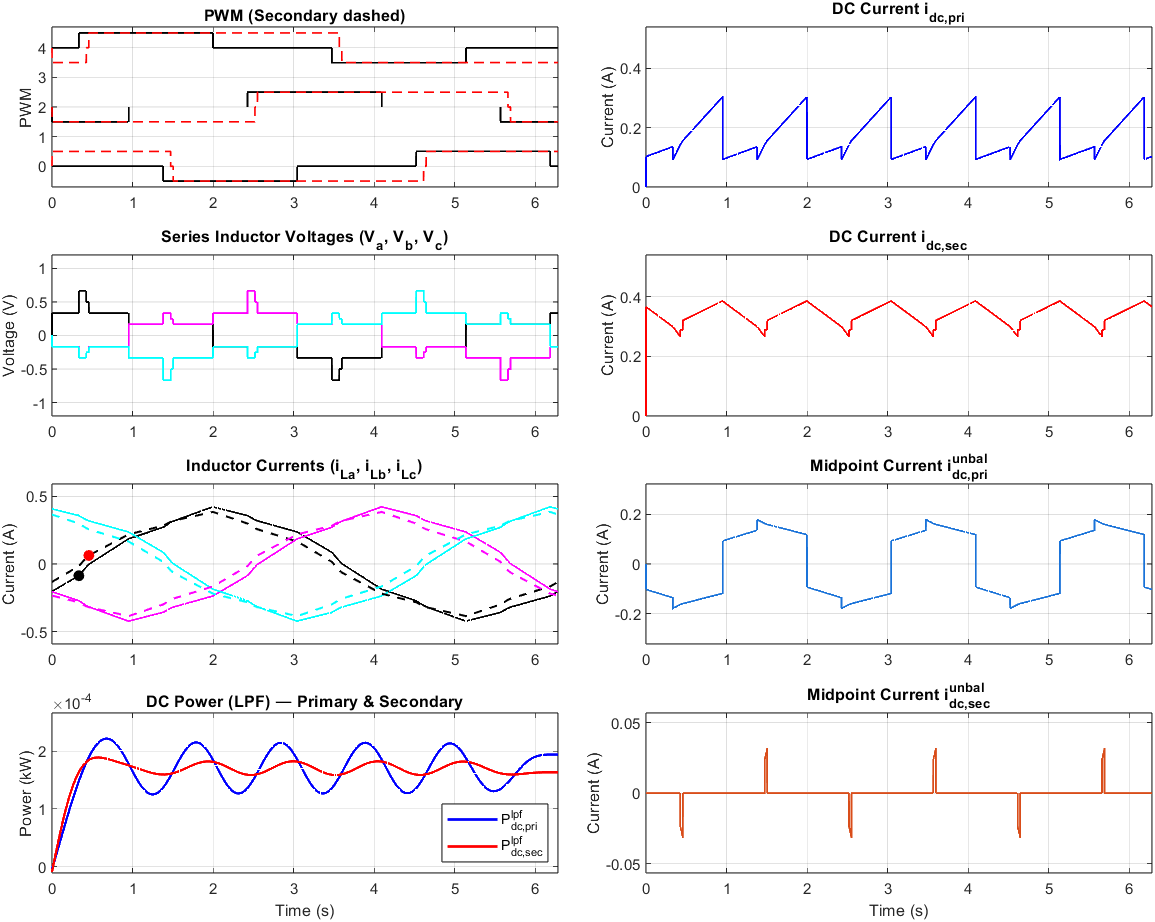 PWM (Secondary dashed)
PWM
4
3
2
1
0
0 1 2 3 4 5 6
DC Current i_dc,pri
Current (A)
0.4
0.2
0
0 1 2 3 4 5 6
Series Inductor Voltages (V_a, V_b, V_c)
Voltage (V)
1
0.5
0
-0.5
-1
0 1 2 3 4 5 6
DC Current i_dc,sec
Current (A)
0.4
0.2
0
0 1 2 3 4 5 6
Inductor Currents (i_La, i_Lb, i_Lc)
Current (A)
0.5
0
-0.5
0 1 2 3 4 5 6
Midpoint Current i^unbal_dc,pri
Current (A)
0.2
0
-0.2
0 1 2 3 4 5 6
DC Power (LPF) — Primary & Secondary
×10^-4
Power (kW)
2
1
0
P^lpf_dc,pri
P^lpf_dc,sec
0 1 2 3 4 5 6
Time (s)
Midpoint Current i^unbal_dc,sec
Current (A)
0.05
0
-0.05
0 1 2 3 4 5 6
Time (s)